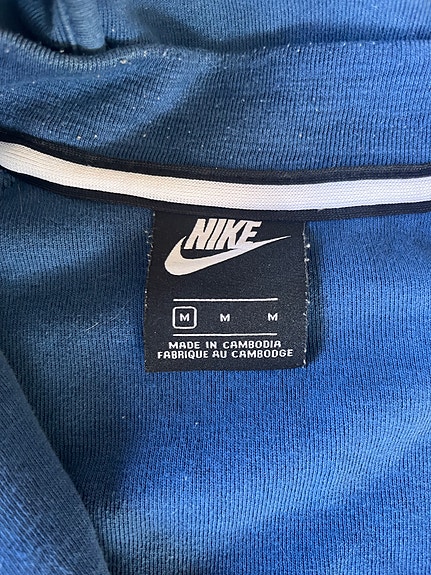 NIKE
M M M
MADE IN CAMBODIA
FABRIQUE AU CAMBODGE